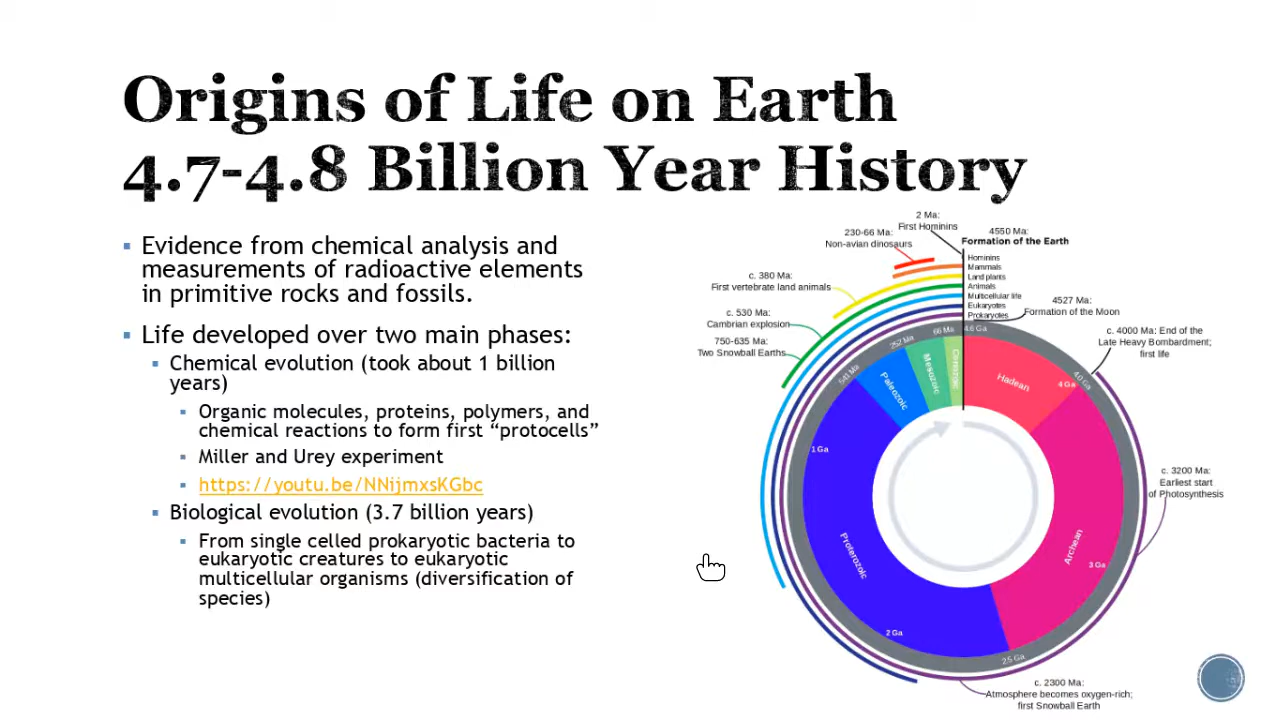 Origins of Life on Earth
4.7-4.8 Billion Year History
▪ Evidence from chemical analysis and
measurements of radioactive elements
in primitive rocks and fossils.
▪ Life developed over two main phases:
▪ Chemical evolution (took about 1 billion
years)
▪ Organic molecules, proteins, polymers, and
chemical reactions to form first “protocells”
▪ Miller and Urey experiment
▪ https://youtu.be/NNijmxsKGbc
▪ Biological evolution (3.7 billion years)
▪ From single celled prokaryotic bacteria to
eukaryotic creatures to eukaryotic
multicellular organisms (diversification of
species)
2 Ma:
First Hominins
230-66 Ma:
Non-avian dinosaurs
c. 380 Ma:
First vertebrate land animals
c. 530 Ma:
Cambrian explosion
750-635 Ma:
Two Snowball Earths
4550 Ma:
Formation of the Earth
Hominins
Mammals
Land plants
Animals
Multicellular life
Eukaryotes
Prokaryotes
4527 Ma:
Formation of the Moon
c. 4000 Ma: End of the
Late Heavy Bombardment;
first life
c. 3200 Ma:
Earliest start
of Photosynthesis
c. 2300 Ma:
Atmosphere becomes oxygen-rich;
first Snowball Earth
4.6 Ga
4.0 Ga
2.5 Ga
541 Ma
252 Ma
66 Ma
Hadean
4 Ga
Archean
3 Ga
Proterozoic
2 Ga
1 Ga
Paleozoic
Mesozoic
Cenozoic